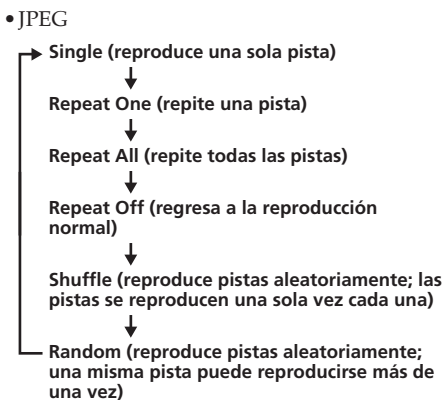 • JPEG
Single (reproduce una sola pista)
Repeat One (repite una pista)
Repeat All (repite todas las pistas)
Repeat Off (regresa a la reproducción
normal)
Shuffle (reproduce pistas aleatoriamente; las
pistas se reproducen una sola vez cada una)
Random (reproduce pistas aleatoriamente;
una misma pista puede reproducirse más de
una vez)